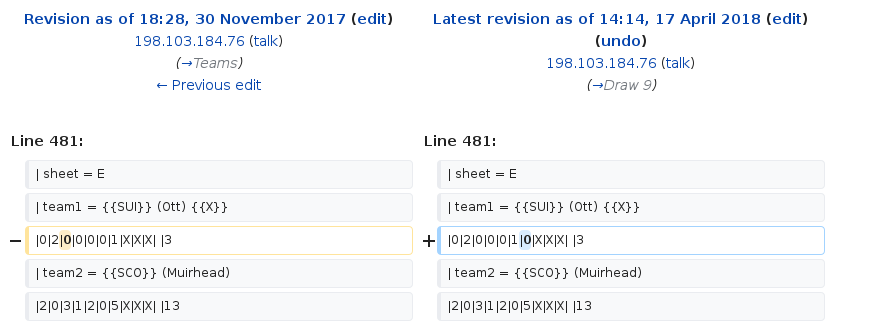 Revision as of 18:28, 30 November 2017 (edit)
198.103.184.76 (talk)
(→Teams)
← Previous edit
Latest revision as of 14:14, 17 April 2018 (edit)
(undo)
198.103.184.76 (talk)
(→Draw 9)
Line 481:
Line 481:
| sheet = E
| sheet = E
| team1 = {{SUI}} (Ott) {{X}}
| team1 = {{SUI}} (Ott) {{X}}
− |0|2|0|0|0|0|1|X|X|X| |3
+ |0|2|0|0|0|1|0|X|X|X| |3
| team2 = {{SCO}} (Muirhead)
| team2 = {{SCO}} (Muirhead)
|2|0|3|1|2|0|5|X|X|X| |13
|2|0|3|1|2|0|5|X|X|X| |13